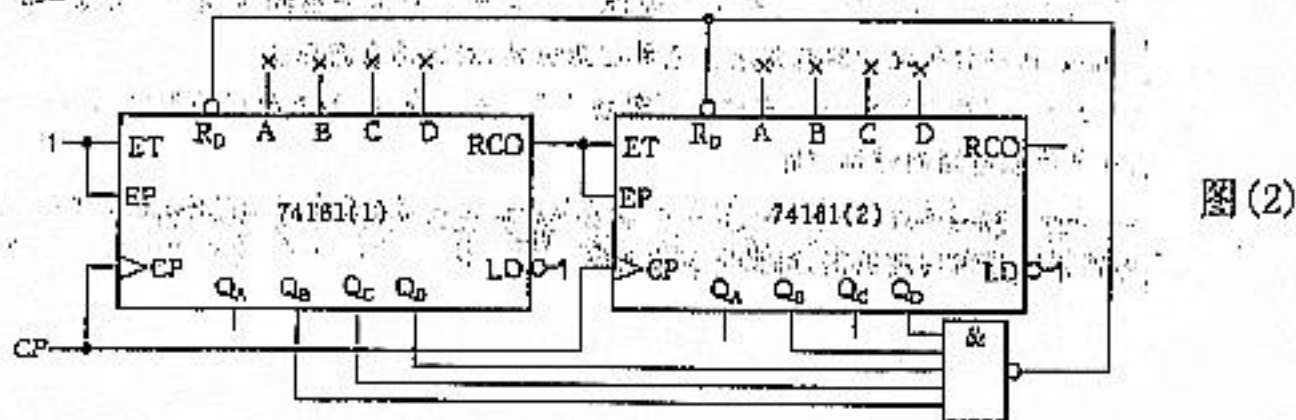 R_D A B C D R_D A B C D
1 ET RCO ET RCO
EP EP
74161(1) 74161(2)
图(2)
CP LD 1 CP LD 1
Q_A Q_B Q_C Q_D Q_A Q_B Q_C Q_D
&
CP